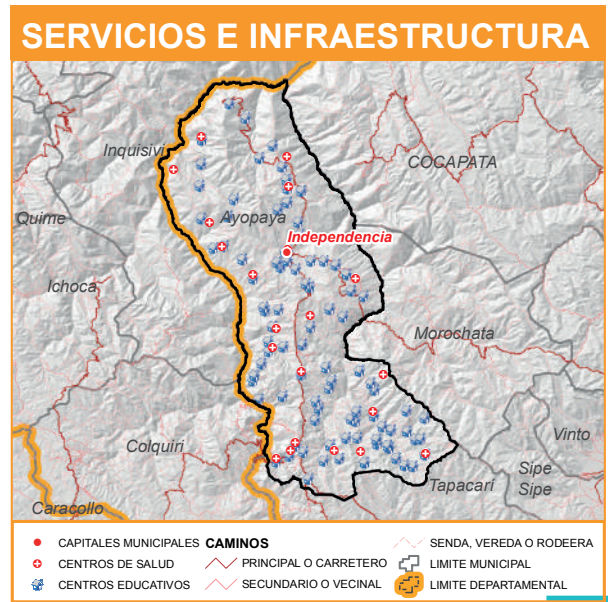 SERVICIOS E INFRAESTRUCTURA
Inquisivi
COCAPATA
Quime
Ayopaya
Independencia
Ichoca
Morochata
Colquiri
Vinto
Sipe
Sipe
Tapacarí
Caracollo
CAPITALES MUNICIPALES
CENTROS DE SALUD
CENTROS EDUCATIVOS
CAMINOS
PRINCIPAL O CARRETERO
SECUNDARIO O VECINAL
SENDA, VEREDA O RODEERA
LIMITE MUNICIPAL
LIMITE DEPARTAMENTAL